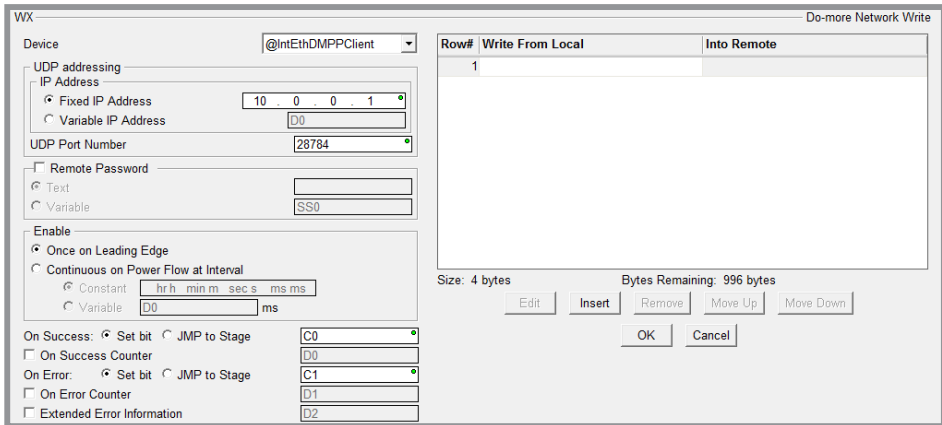 WX
Do-more Network Write
Device
@IntEthDMPPClient
UDP addressing
IP Address
Fixed IP Address
10 . 0 . 0 . 1
Variable IP Address
D0
UDP Port Number
28784
Remote Password
Text
Variable
SS0
Enable
Once on Leading Edge
Continuous on Power Flow at Interval
Constant
hr h min m sec s ms ms
Variable
D0
ms
On Success: Set bit JMP to Stage
C0
On Success Counter
D0
On Error: Set bit JMP to Stage
C1
On Error Counter
D1
Extended Error Information
D2
Row# Write From Local Into Remote
1
Size: 4 bytes Bytes Remaining: 996 bytes
Edit Insert Remove Move Up Move Down
OK Cancel